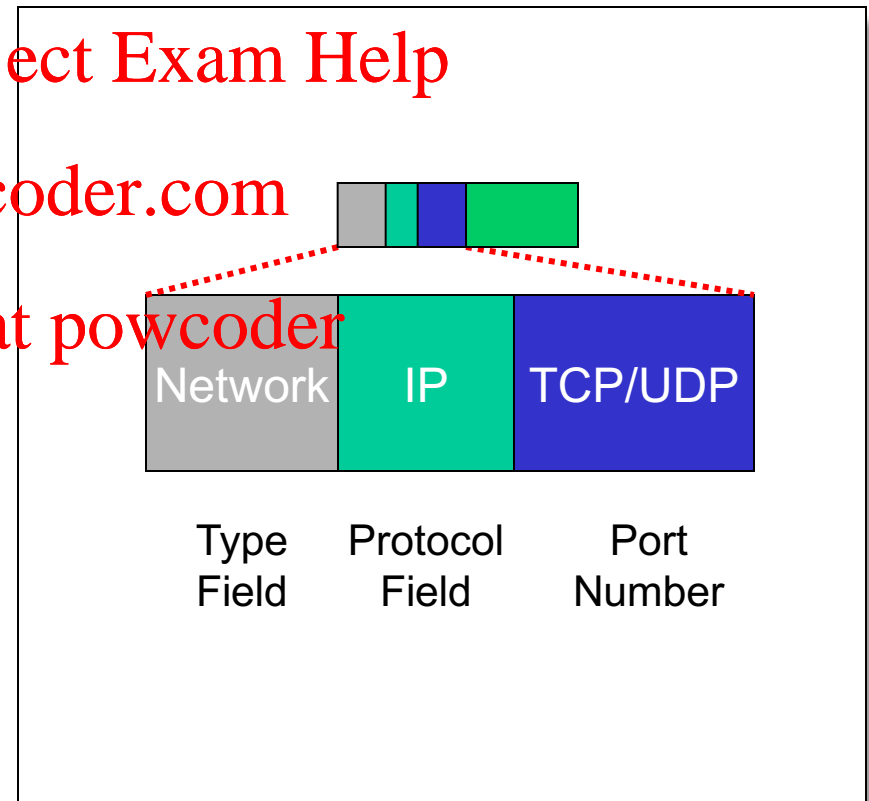 ect Exam Help
coder.com
at powcoder
Network IP TCP/UDP
Type Protocol Port
Field Field Number